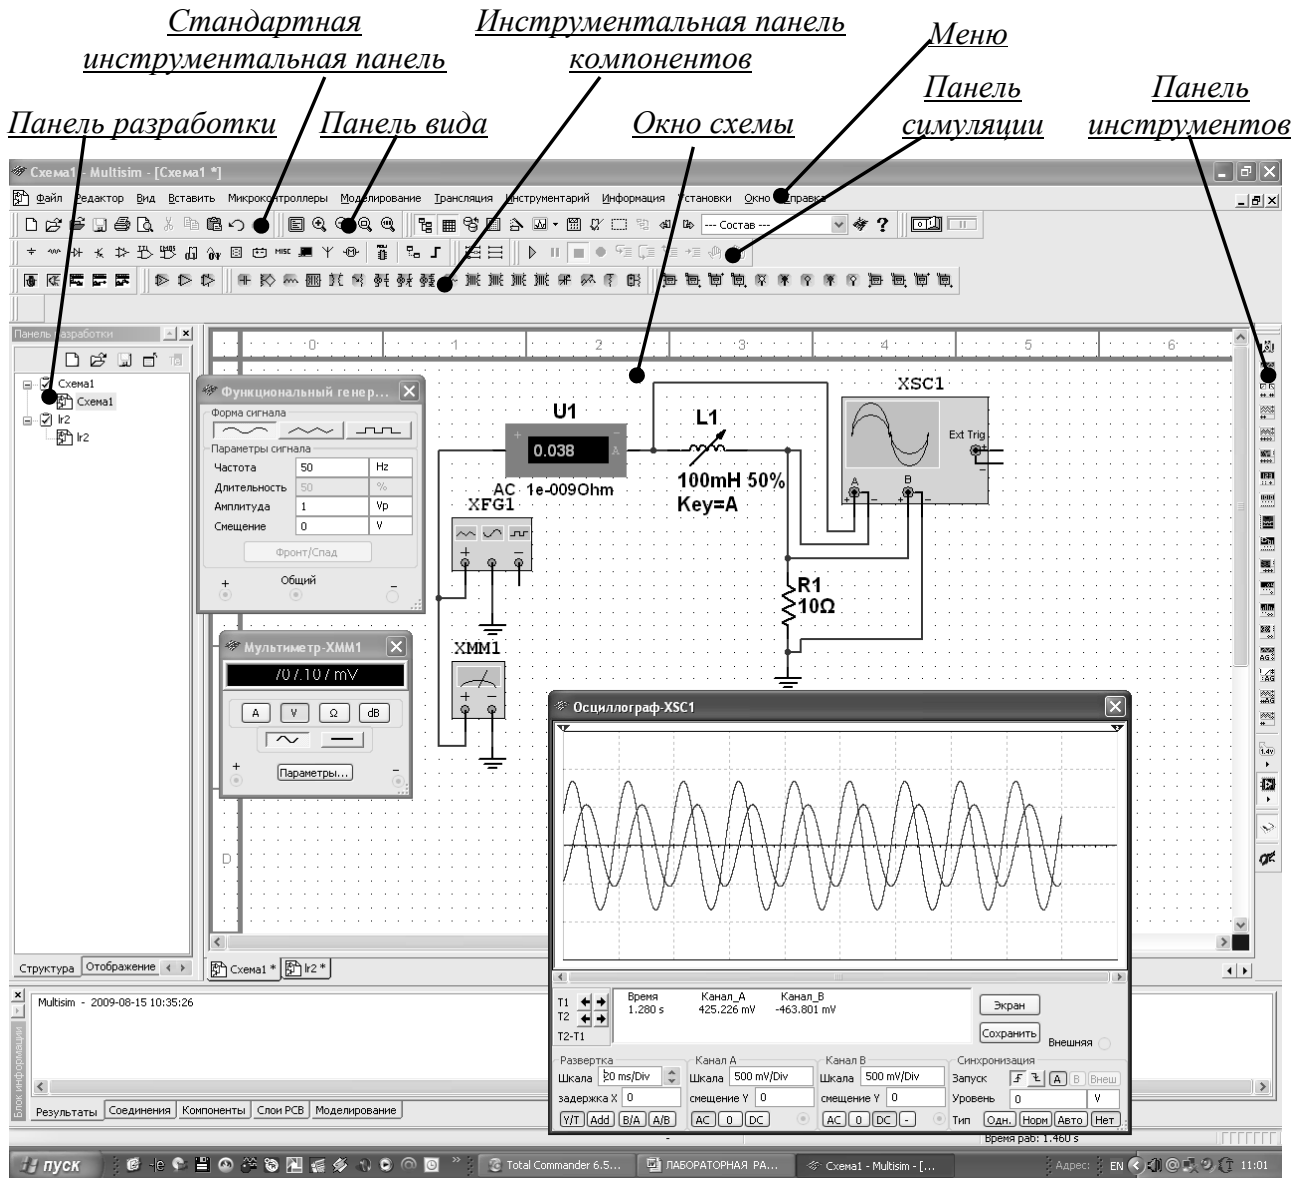 Стандартная
инструментальная панель
Инструментальная панель
компонентов
Меню
Панель
симуляции
Панель
инструментов
Панель разработки
Панель вида
Окно схемы
Схема1 - Multisim - [Схема1 *]
Файл Редактор Вид Вставить Микроконтроллеры Моделирование Трансляция Инструментарий Информация Установки Окно Справка
--- Состав ---
MISC
Панель разработки
Схема1
Схема1
lr2
lr2
Структура Отображение
0 1 2 3 4 5 6
D
Функциональный генер...
Форма сигнала
Параметры сигнала
Частота 50 Hz
Длительность 50 %
Амплитуда 1 Vp
Смещение 0 V
Фронт/Спад
+ Общий -
Мультиметр-XMM1
707.107 mV
A V Ω dB
+ Параметры... -
U1
+ -
0.038 A
AC 1e-009Ohm
XFG1
+ -
XMM1
+ -
L1
100mH 50%
Key=A
R1
10Ω
XSC1
Ext Trig
+
-
A B
+ - + -
Схема1 * lr2 *
Осциллограф-XSC1
T1
T2
T2-T1
Время Канал_A Канал_B
1.280 s 425.226 mV -463.801 mV
Экран
Сохранить
Внешняя
Развертка
Шкала 20 ms/Div
задержка X 0
Y/T Add B/A A/B
Канал A
Шкала 500 mV/Div
смещение Y 0
AC 0 DC
Канал B
Шкала 500 mV/Div
смещение Y 0
AC 0 DC -
Синхронизация
Запуск A B Внеш
Уровень 0 V
Тип Одн. Норм Авто Нет
Multisim - 2009-08-15 10:35:26
Блок информации
Результаты Соединения Компоненты Слои PCB Моделирование
- Время раб: 1.460 s
пуск
Total Commander 6.5...
ЛАБОРАТОРНАЯ РА...
Схема1 - Multisim - [...
Адрес:
EN
11:01